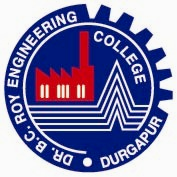 DR. B. C. ROY ENGINEERING COLLEGE
DURGAPUR